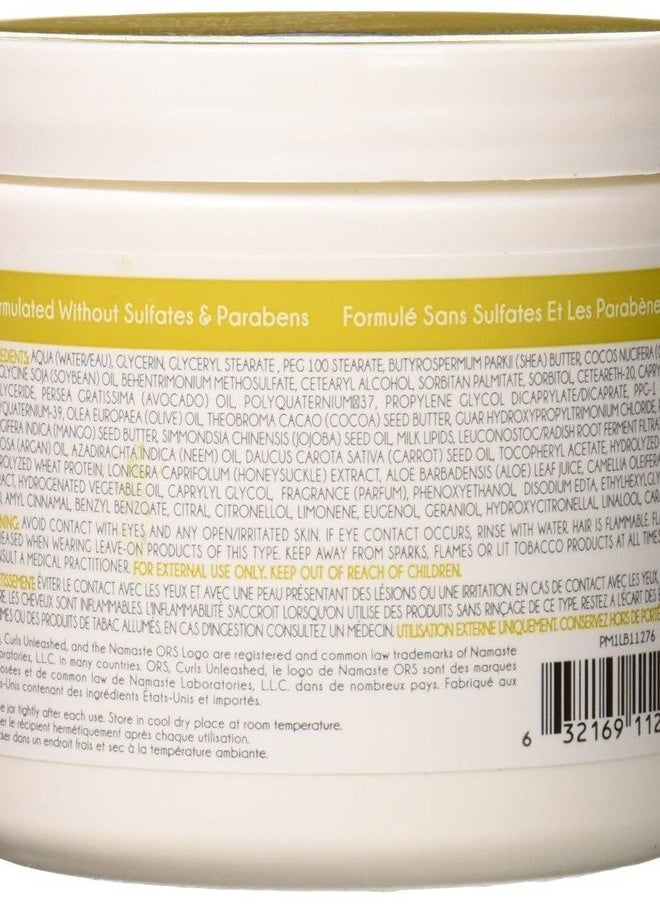 rmulated Without Sulfates & Parabens Formulé Sans Sulfates Et Les Parabène
EDIENTS: AQUA (WATER/EAU), GLYCERIN, GLYCERYL STEARATE , PEG 100 STEARATE, BUTYROSPERMUM PARKII (SHEA) BUTTER, COCOS NUCIFERA
GLYCINE SOJA (SOYBEAN) OIL, BEHENTRIMONIUM METHOSULFATE, CETEARYL ALCOHOL, SORBITAN PALMITATE, SORBITOL, CETEARETH-20, CAPRY
LYCERIDE, PERSEA GRATISSIMA (AVOCADO) OIL, POLYQUATERNIUM☒37, PROPYLENE GLYCOL DICAPRYLATE/DICAPRATE, PPG-1
YQUATERNIUM-39, OLEA EUROPAEA (OLIVE) OIL, THEOBROMA CACAO (COCOA) SEED BUTTER, GUAR HYDROXYPROPYLTRIMONIUM CHLORIDE,
IFERA INDICA (MANGO) SEED BUTTER, SIMMONDSIA CHINENSIS (JOJOBA) SEED OIL, MILK LIPIDS, LEUCONOSTOC/RADISH ROOT FERMENT FILTRA
OSA (ARGAN) OIL, AZADIRACHTA INDICA (NEEM) OIL, DAUCUS CAROTA SATIVA (CARROT) SEED OIL, TOCOPHERYL ACETATE, HYDROLYZED
ROLYZED WHEAT PROTEIN, LONICERA CAPRIFOLIUM (HONEYSUCKLE) EXTRACT, ALOE BARBADENSIS (ALOE) LEAF JUICE, CAMELLIA OLEIFERA
ACT, HYDROGENATED VEGETABLE OIL, CAPRYLYL GLYCOL, FRAGRANCE (PARFUM), PHENOXYETHANOL, DISODIUM EDTA, ETHYLHEXYLGLY
, AMYL CINNAMAL, BENZYL BENZOATE, CITRAL, CITRONELLOL, LIMONENE, EUGENOL, GERANIOL, HYDROXYCITRONELLAL, LINALOOL, CAR
NING: AVOID CONTACT WITH EYES AND ANY OPEN/IRRITATED SKIN. IF EYE CONTACT OCCURS, RINSE WITH WATER. HAIR IS FLAMMABLE. FL
EASED WHEN WEARING LEAVE-ON PRODUCTS OF THIS TYPE. KEEP AWAY FROM SPARKS, FLAMES OR LIT TOBACCO PRODUCTS AT ALL TIMES
NSULT A MEDICAL PRACTITIONER. FOR EXTERNAL USE ONLY. KEEP OUT OF REACH OF CHILDREN.
TISSEMENT: ÉVITER LE CONTACT AVEC LES YEUX ET AVEC UNE PEAU PRÉSENTANT DES LÉSIONS OU UNE IRRITATION. EN CAS DE CONTACT AVEC LES YEUX,
RE. LES CHEVEUX SONT INFLAMMABLES. L'INFLAMMABILITÉ S'ACCROIT LORSQU'ON UTILISE DES PRODUITS SANS RINÇAGE DE CE TYPE. RESTEZ À L'ÉCART DES
MES OU DES PRODUITS DE TABAC ALLUMÉS. EN CAS D'INGESTION CONSULTEZ UN MÉDECIN. UTILISATION EXTERNE UNIQUEMENT. CONSERVEZ HORS DE PORTÉ
S, Curls Unleashed, and the Namaste ORS Logo are registered and common law trademarks of Namaste
oratories, L.L.C. in many countries. ORS, Curls Unleashed, le logo de Namaste ORS sont des marques
osées et de common law de Namaste Laboratories, L.L.C. dans de nombreux pays. Fabriqué aux
s-Unis contenant des ingrédients États-Unis et importés.
PM1LB11276
e jar tightly after each use. Store in cool dry place at room temperature.
er le récipient hermétiquement après chaque utilisation.
cker dans un endroit frais et sec à la température ambiante.
6 32169 112